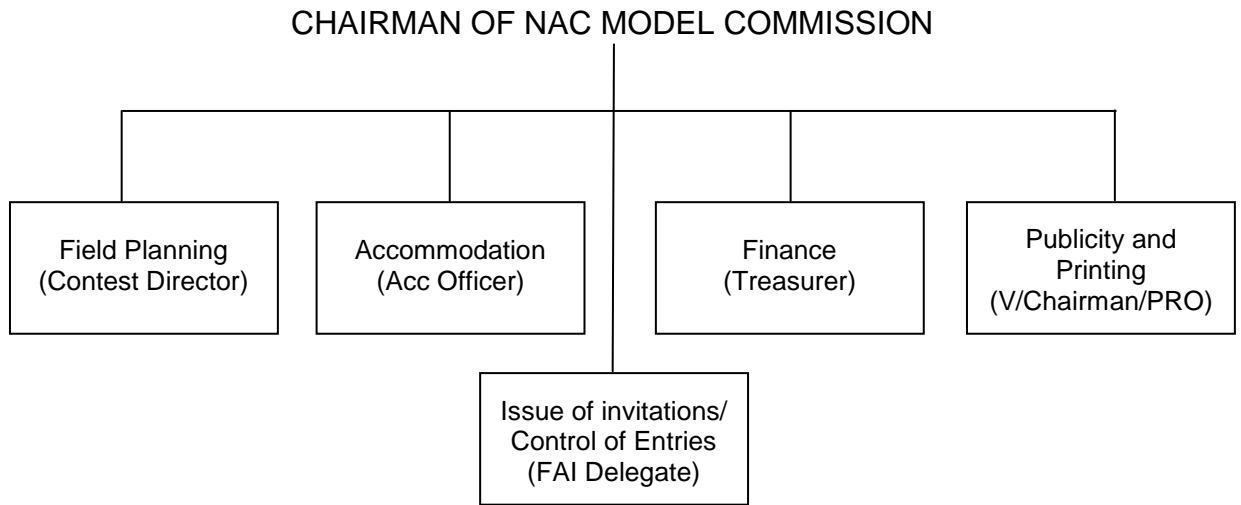 CHAIRMAN OF NAC MODEL COMMISSION
Field Planning
(Contest Director)
Accommodation
(Acc Officer)
Finance
(Treasurer)
Publicity and
Printing
(V/Chairman/PRO)
Issue of invitations/
Control of Entries
(FAI Delegate)